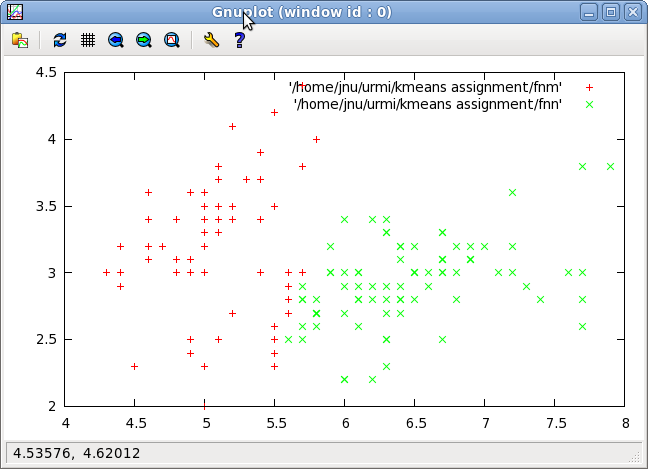 Gnuplot (window id : 0)
4.5
'/home/jnu/urmi/kmeans assignment/fnm'
'/home/jnu/urmi/kmeans assignment/fnn'
4
3.5
3
2.5
2
4 4.5 5 5.5 6 6.5 7 7.5 8
4.53576, 4.62012